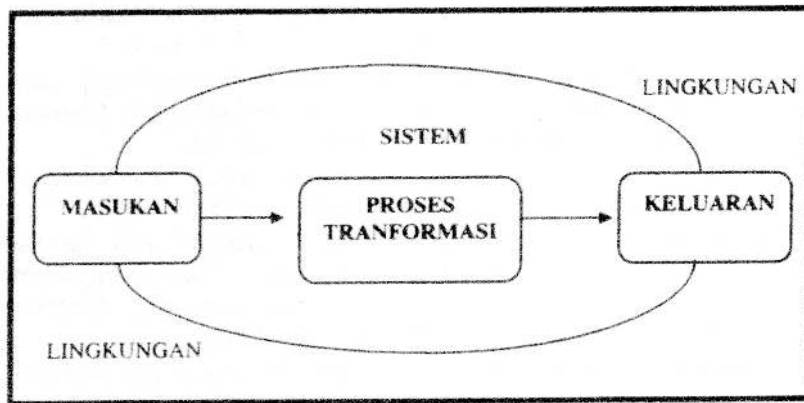 LINGKUNGAN
SISTEM
MASUKAN
PROSES
TRANFORMASI
KELUARAN
LINGKUNGAN